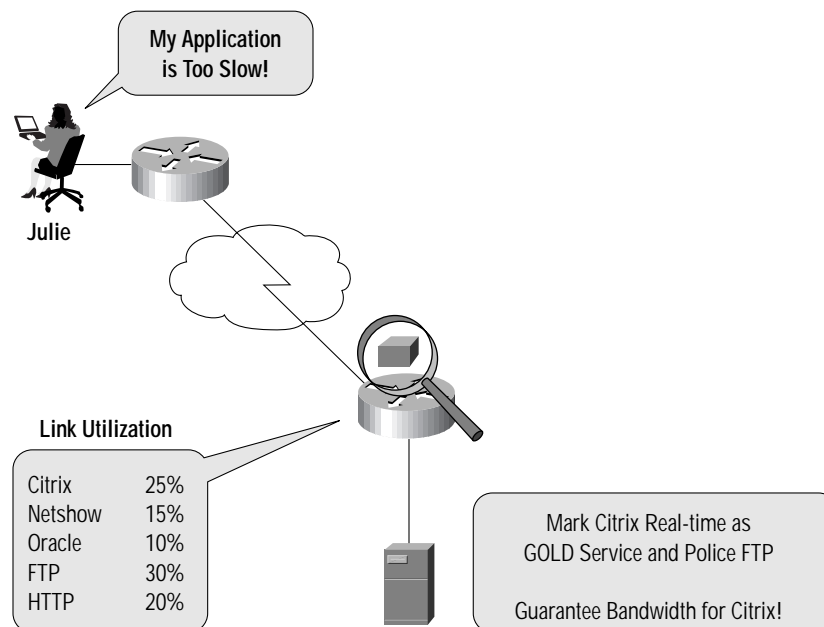 My Application
is Too Slow!
Julie
Link Utilization
Citrix 25%
Netshow 15%
Oracle 10%
FTP 30%
HTTP 20%
Mark Citrix Real-time as
GOLD Service and Police FTP
Guarantee Bandwidth for Citrix!